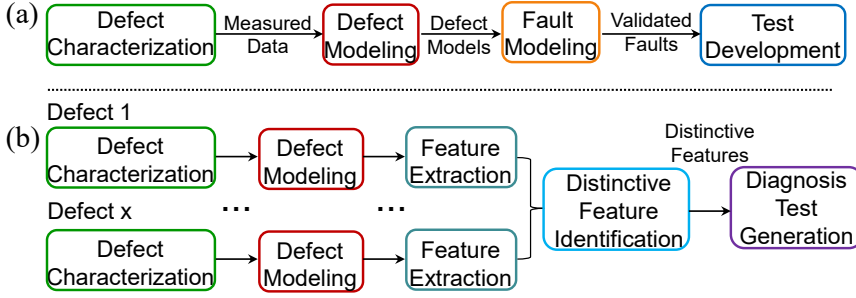 (a)
Defect
Characterization
Measured
Data
Defect
Modeling
Defect
Models
Fault
Modeling
Validated
Faults
Test
Development
(b)
Defect 1
Defect
Characterization
Defect
Modeling
Feature
Extraction
Defect x
...
...
Defect
Characterization
Defect
Modeling
Feature
Extraction
Distinctive
Feature
Identification
Distinctive
Features
Diagnosis
Test
Generation